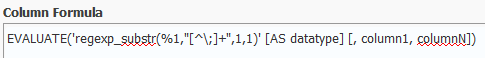 Column Formula
EVALUATE('regexp_substr(%1,"[^\;]+",1,1)' [AS datatype] [, column1, columnN])